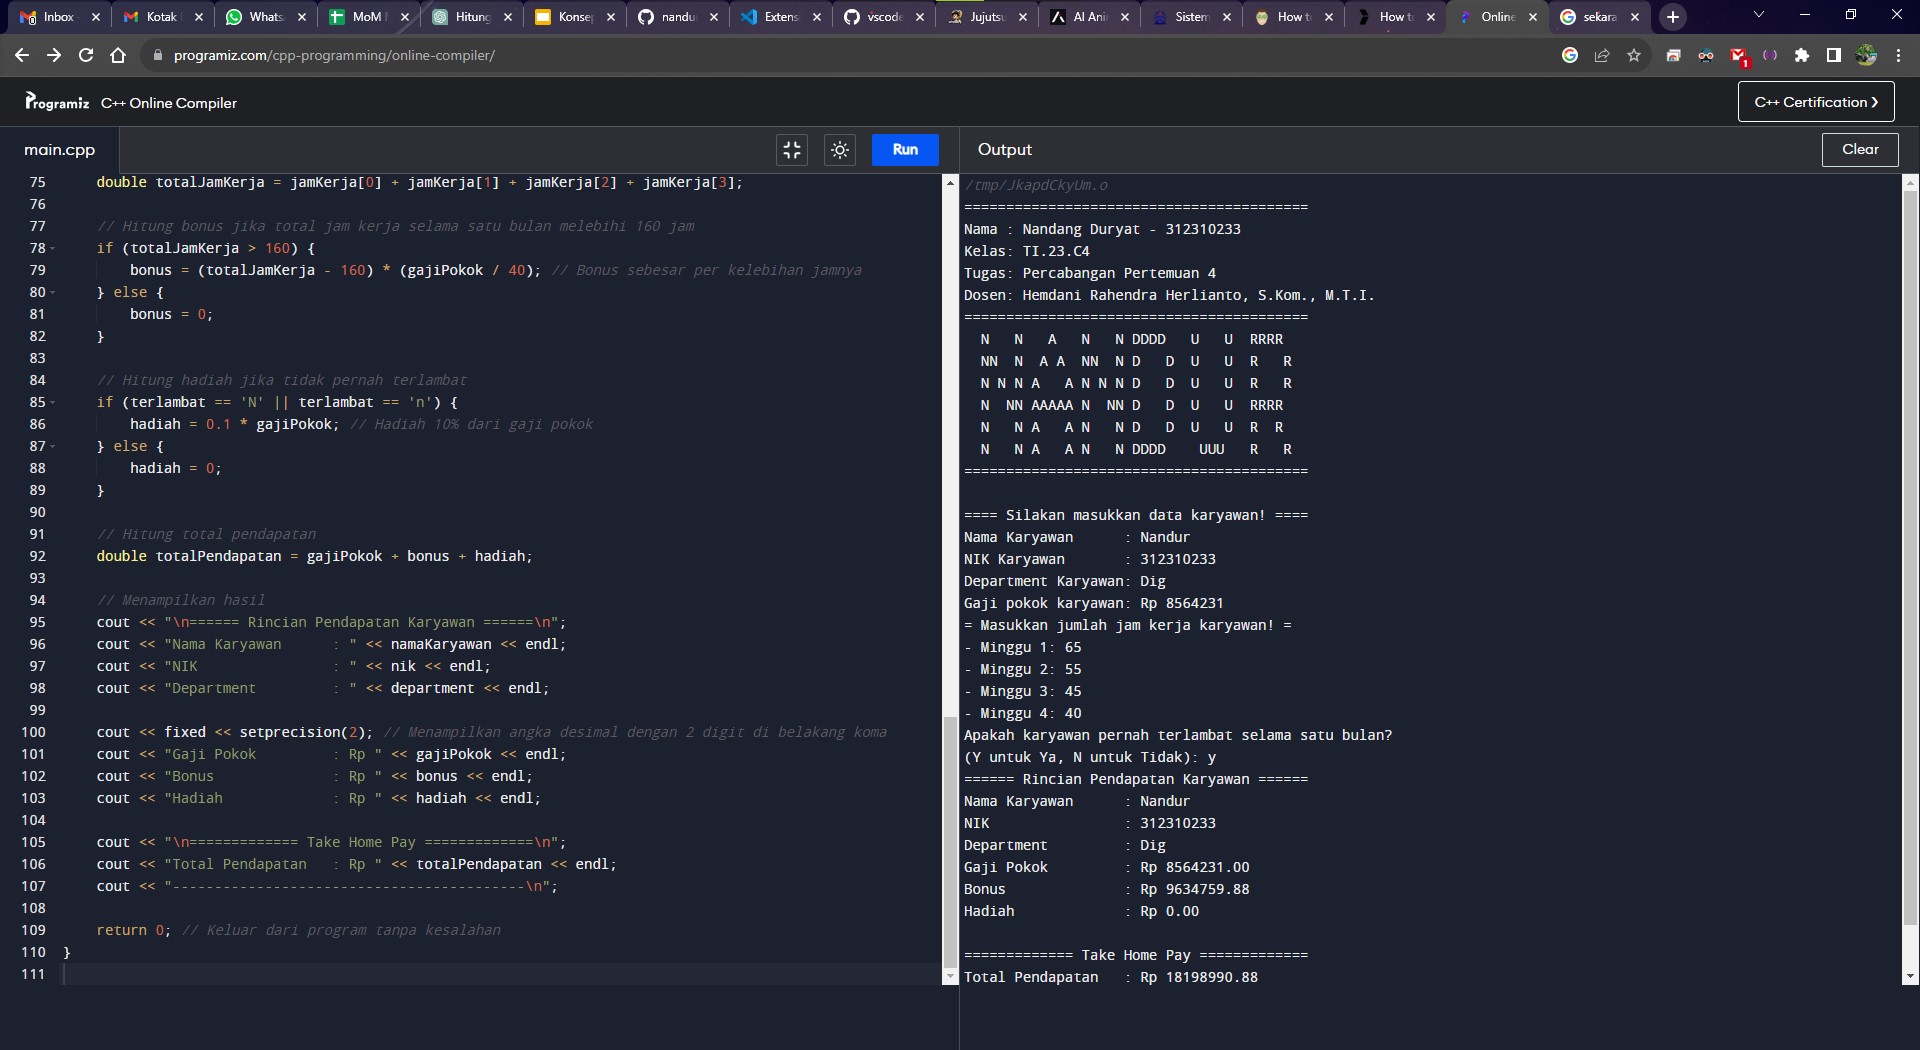 Inbox
Kotak
Whats
MoM
Hitung
Konsep
nandur
Extens
vscode
Jujutsu
AI Ani
Sistem
How to
How to
Online
sekara
programiz.com/cpp-programming/online-compiler/
1
Programiz C++ Online Compiler
C++ Certification ❯
main.cpp
Run
75 double totalJamKerja = jamKerja[0] + jamKerja[1] + jamKerja[2] + jamKerja[3];
76
77 // Hitung bonus jika total jam kerja selama satu bulan melebihi 160 jam
78 if (totalJamKerja > 160) {
79 bonus = (totalJamKerja - 160) * (gajiPokok / 40); // Bonus sebesar per kelebihan jamnya
80 } else {
81 bonus = 0;
82 }
83
84 // Hitung hadiah jika tidak pernah terlambat
85 if (terlambat == 'N' || terlambat == 'n') {
86 hadiah = 0.1 * gajiPokok; // Hadiah 10% dari gaji pokok
87 } else {
88 hadiah = 0;
89 }
90
91 // Hitung total pendapatan
92 double totalPendapatan = gajiPokok + bonus + hadiah;
93
94 // Menampilkan hasil
95 cout << "\n====== Rincian Pendapatan Karyawan ======\n";
96 cout << "Nama Karyawan      : " << namaKaryawan << endl;
97 cout << "NIK                : " << nik << endl;
98 cout << "Department         : " << department << endl;
99
100 cout << fixed << setprecision(2); // Menampilkan angka desimal dengan 2 digit di belakang koma
101 cout << "Gaji Pokok         : Rp " << gajiPokok << endl;
102 cout << "Bonus              : Rp " << bonus << endl;
103 cout << "Hadiah             : Rp " << hadiah << endl;
104
105 cout << "\n============= Take Home Pay =============\n";
106 cout << "Total Pendapatan   : Rp " << totalPendapatan << endl;
107 cout << "------------------------------------------\n";
108
109 return 0; // Keluar dari program tanpa kesalahan
110 }
111
Output
Clear
/tmp/JkapdCkyUm.o
=========================================
Nama : Nandang Duryat - 312310233
Kelas: TI.23.C4
Tugas: Percabangan Pertemuan 4
Dosen: Hemdani Rahendra Herlianto, S.Kom., M.T.I.
=========================================
  N   N   A   N   N DDDD   U   U  RRRR
  NN  N  A A  NN  N D   D  U   U  R   R
  N N N A   A N N N D   D  U   U  R   R
  N  NN AAAAA N  NN D   D  U   U  RRRR
  N   N A   A N   N D   D  U   U  R  R
  N   N A   A N   N DDDD    UUU   R   R
=========================================
==== Silakan masukkan data karyawan! ====
Nama Karyawan      : Nandur
NIK Karyawan       : 312310233
Department Karyawan: Dig
Gaji pokok karyawan: Rp 8564231
= Masukkan jumlah jam kerja karyawan! =
- Minggu 1: 65
- Minggu 2: 55
- Minggu 3: 45
- Minggu 4: 40
Apakah karyawan pernah terlambat selama satu bulan?
(Y untuk Ya, N untuk Tidak): y
====== Rincian Pendapatan Karyawan ======
Nama Karyawan      : Nandur
NIK                : 312310233
Department         : Dig
Gaji Pokok         : Rp 8564231.00
Bonus              : Rp 9634759.88
Hadiah             : Rp 0.00
============= Take Home Pay =============
Total Pendapatan   : Rp 18198990.88